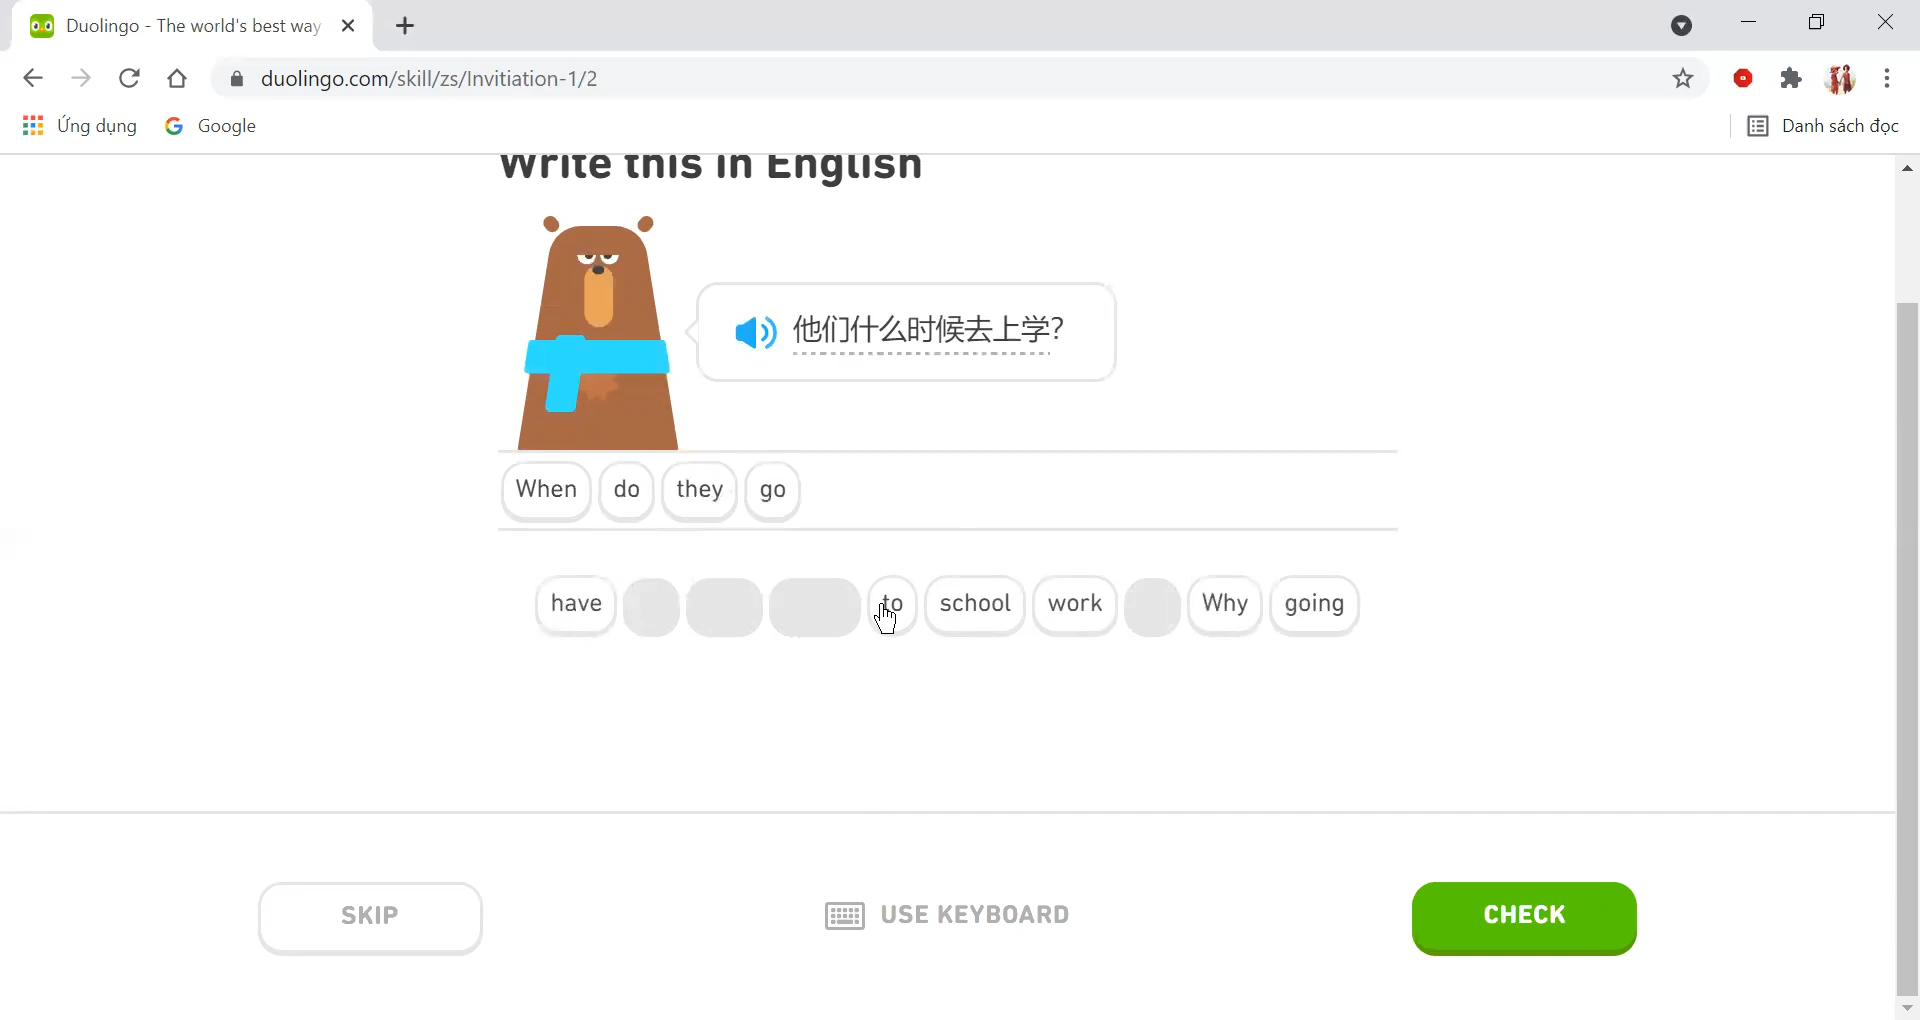 Duolingo - The world's best way
duolingo.com/skill/zs/Invitiation-1/2
Ứng dụng Google Danh sách đọc
Write this in English
他们什么时候去上学?
When do they go
have to school work Why going
SKIP USE KEYBOARD CHECK